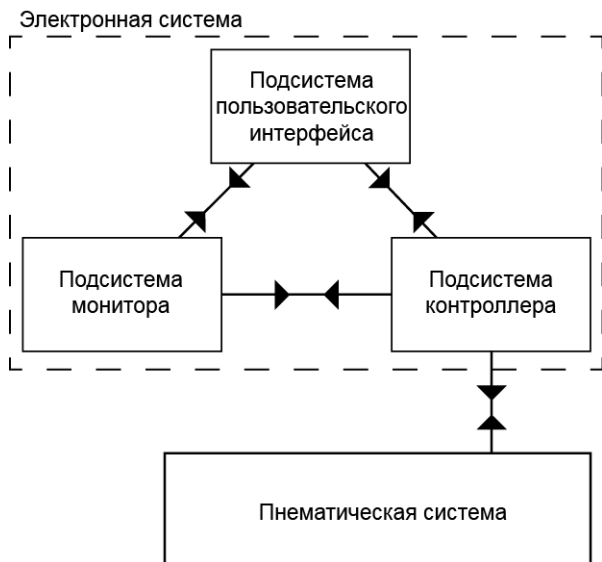 Электронная система
Подсистема
пользовательского
интерфейса
Подсистема
монитора
Подсистема
контроллера
Пнематическая система